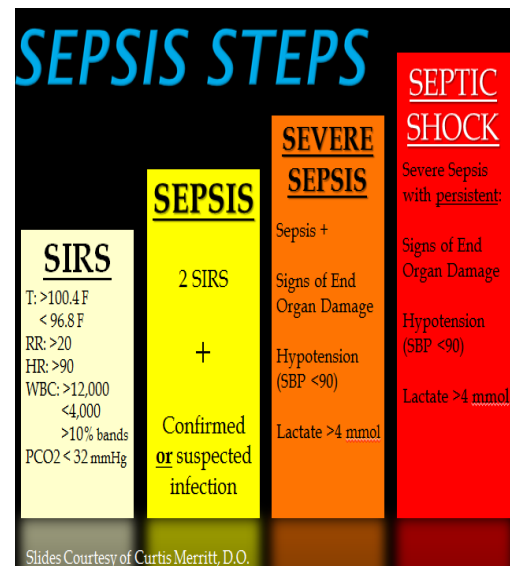 SEPSIS STEPS
SIRS
T: >100.4 F
< 96.8 F
RR: >20
HR: >90
WBC: >12,000
<4,000
>10% bands
PCO2 < 32 mmHg
SEPSIS
2 SIRS
+
Confirmed
or suspected
infection
SEVERE
SEPSIS
Sepsis +
Signs of End
Organ Damage
Hypotension
(SBP <90)
Lactate >4 mmol
SEPTIC
SHOCK
Severe Sepsis
with persistent:
Signs of End
Organ Damage
Hypotension
(SBP <90)
Lactate >4 mmol
Slides Courtesy of Curtis Merritt, D.O.